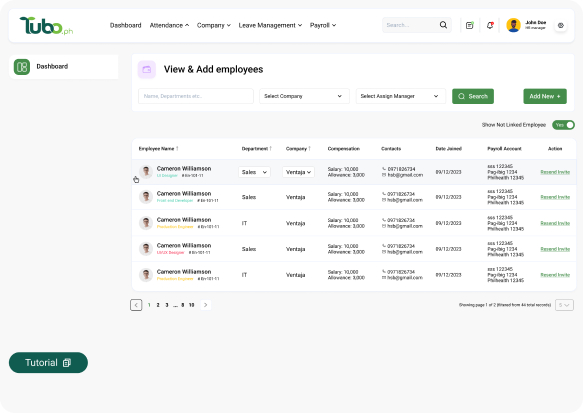 Tubo.ph
Dashboard Attendance Company Leave Management Payroll
Search...
John Doe
HR manager
Dashboard
View & Add employees
Name, Departments etc.
Select Company
Select Assign Manager
Search
Add New +
Show Not Linked Employee Yes
Employee Name Department Company Compensation Contacts Date Joined Payroll Account Action
Cameron Williamson
UI Designer # En-101-11
Sales
Ventaja
Salary: 10,000
Allowance: 3,000
0971826734
hsb@gmail.com
09/12/2023
sss 122345
Pag-ibig 1234
Philhealth 12345
Resend Invite
Cameron Williamson
Front end Developer # En-101-11
Sales
Ventaja
Salary: 10,000
Allowance: 3,000
0971826734
hsb@gmail.com
09/12/2023
sss 122345
Pag-ibig 1234
Philhealth 12345
Resend Invite
Cameron Williamson
Production Engineer # En-101-11
IT
Ventaja
Salary: 10,000
Allowance: 3,000
0971826734
hsb@gmail.com
09/12/2023
sss 122345
Pag-ibig 1234
Philhealth 12345
Resend Invite
Cameron Williamson
UI/UX Designer # En-101-11
Sales
Ventaja
Salary: 10,000
Allowance: 3,000
0971826734
hsb@gmail.com
09/12/2023
sss 122345
Pag-ibig 1234
Philhealth 12345
Resend Invite
Cameron Williamson
Production Engineer # En-101-11
IT
Ventaja
Salary: 10,000
Allowance: 3,000
0971826734
hsb@gmail.com
09/12/2023
sss 122345
Pag-ibig 1234
Philhealth 12345
Resend Invite
1 2 3 ... 8 10
Showing page 1 of 2 (filtered from 44 total records)
Tutorial